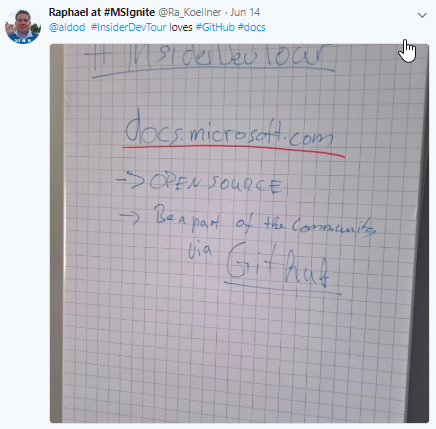 Raphael at #MSIgnite @Ra_Koellner · Jun 14
@aldod #InsiderDevTour loves #GitHub #docs
# InsiderDevTour
docs.microsoft.com
-> OPEN SOURCE
-> Be a part of the Community
via
GitHub